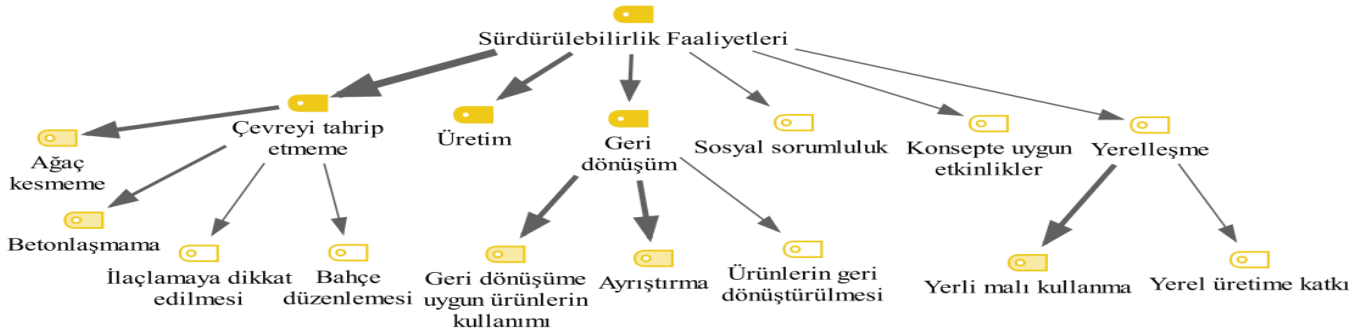 Sürdürülebilirlik Faaliyetleri
Çevreyi tahrip
etmeme
Üretim
Geri
dönüşüm
Sosyal sorumluluk
Konsepte uygun
etkinlikler
Yerelleşme
Ağaç
kesmeme
Betonlaşmama
İlaçlamaya dikkat
edilmesi
Bahçe
düzenlemesi
Geri dönüşüme
uygun ürünlerin
kullanımı
Ayrıştırma
Ürünlerin geri
dönüştürülmesi
Yerli malı kullanma
Yerel üretime katkı